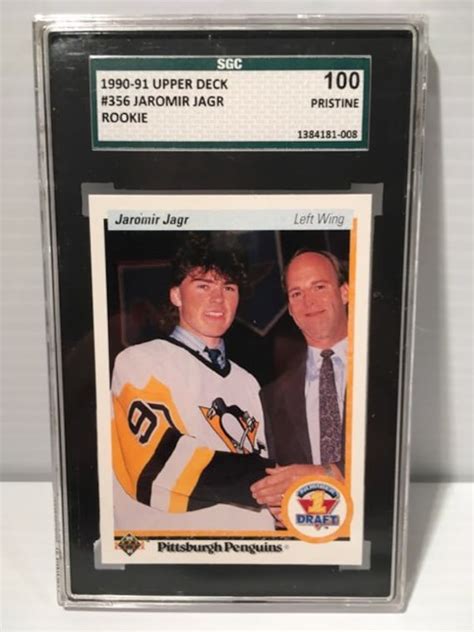 SGC
1990-91 UPPER DECK
#356 JAROMIR JAGR
ROOKIE
100
PRISTINE
1384181-008
Jaromir Jagr
Left Wing
1
DRAFT
Pittsburgh Penguins®